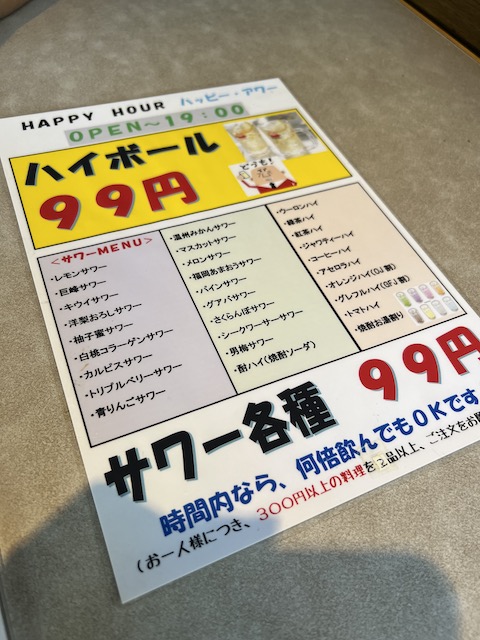 HAPPY HOUR ハッピー・アワー
OPEN～19：00
ハイボール
99円
どうも!
＜サワーMENU＞
・レモンサワー
・巨峰サワー
・キウイサワー
・洋梨おろしサワー
・柚子蜜サワー
・白桃コラーゲンサワー
・カルピスサワー
・トリプルベリーサワー
・青りんごサワー
・温州みかんサワー
・マスカットサワー
・メロンサワー
・福岡あまおうサワー
・パインサワー
・グアバサワー
・さくらんぼサワー
・シークワーサーサワー
・男梅サワー
・酎ハイ(焼酎ソーダ)
・ウーロンハイ
・緑茶ハイ
・紅茶ハイ
・ジャワティーハイ
・コーヒーハイ
・アセロラハイ
・オレンジハイ(OJ割)
・グレフルハイ(GFJ割)
・トマトハイ
・焼酎お湯割り
サワー各種 99円
時間内なら、何倍飲んでもOKです
(お一人様につき、300円以上の料理を2品以上、ご注文をお